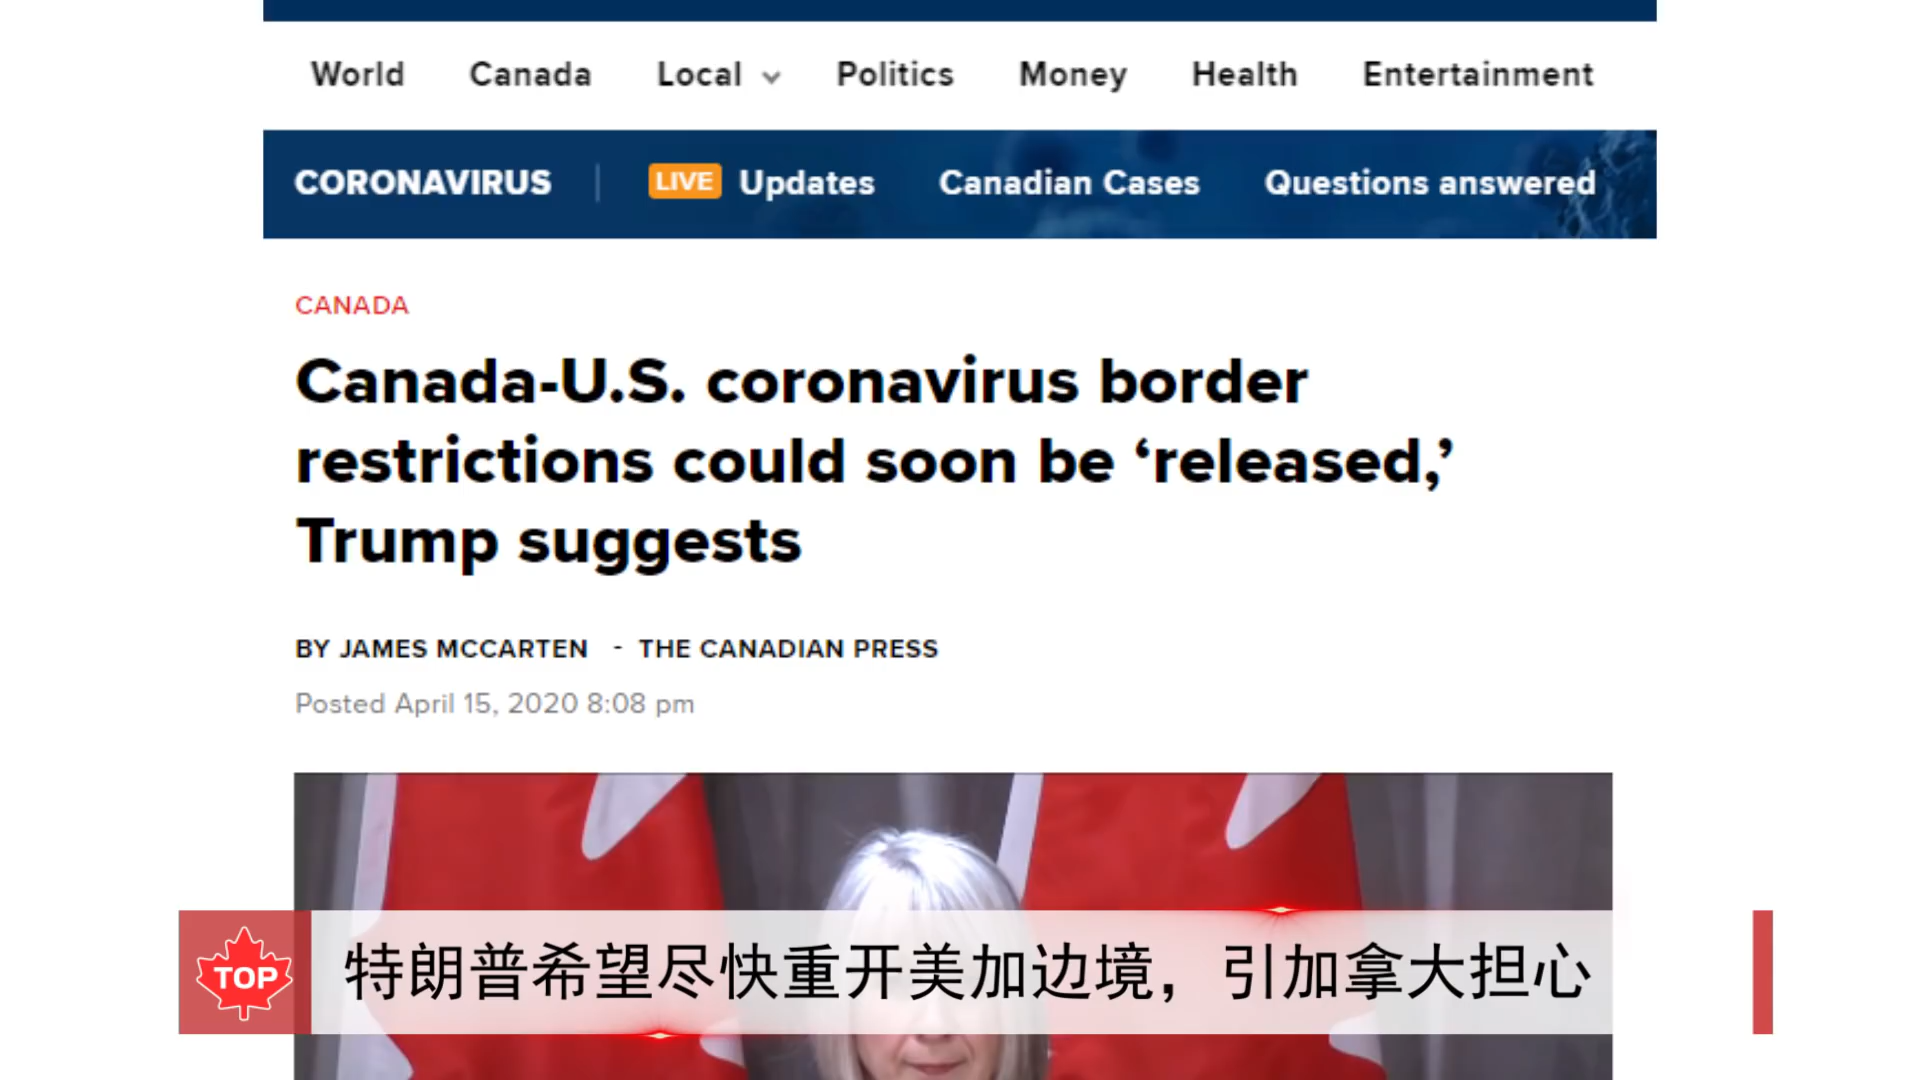 World Canada Local Politics Money Health Entertainment
CORONAVIRUS LIVE Updates Canadian Cases Questions answered
CANADA
Canada-U.S. coronavirus border
restrictions could soon be ‘released,’
Trump suggests
BY JAMES MCCARTEN - THE CANADIAN PRESS
Posted April 15, 2020 8:08 pm
TOP 特朗普希望尽快重开美加边境，引加拿大担心